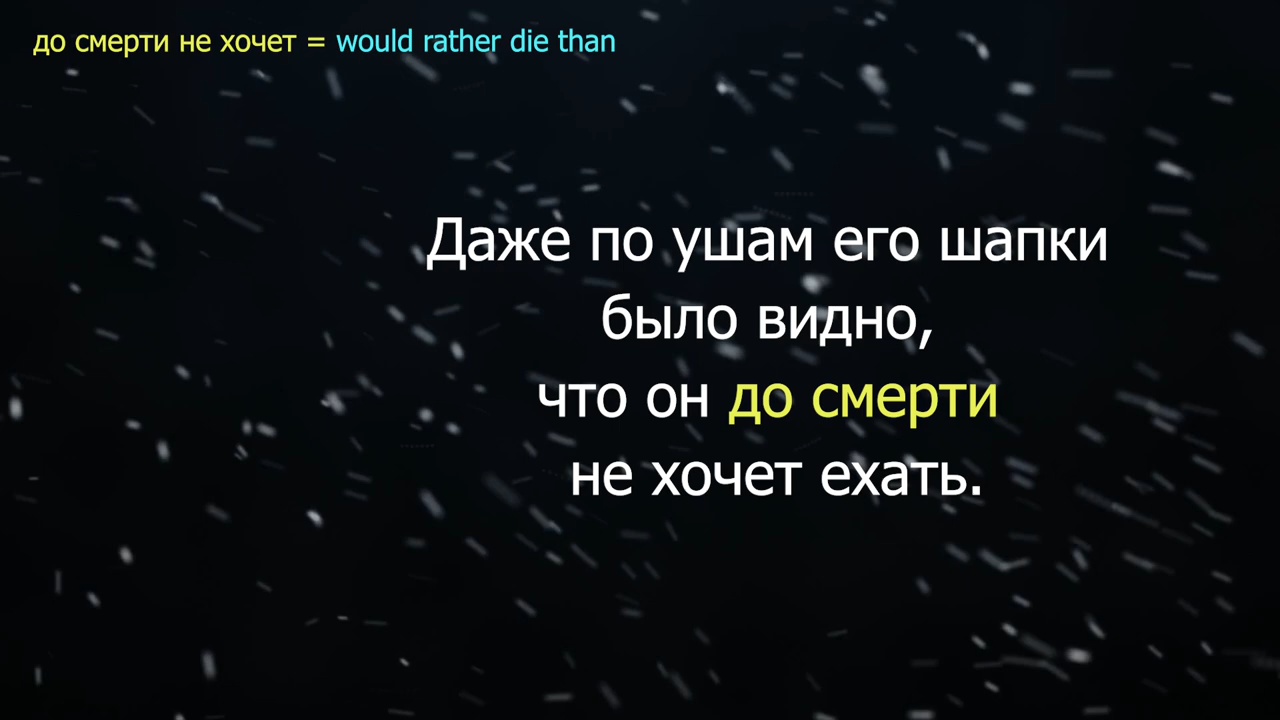 до смерти не хочет = would rather die than
Даже по ушам его шапки
было видно,
что он до смерти
не хочет ехать.